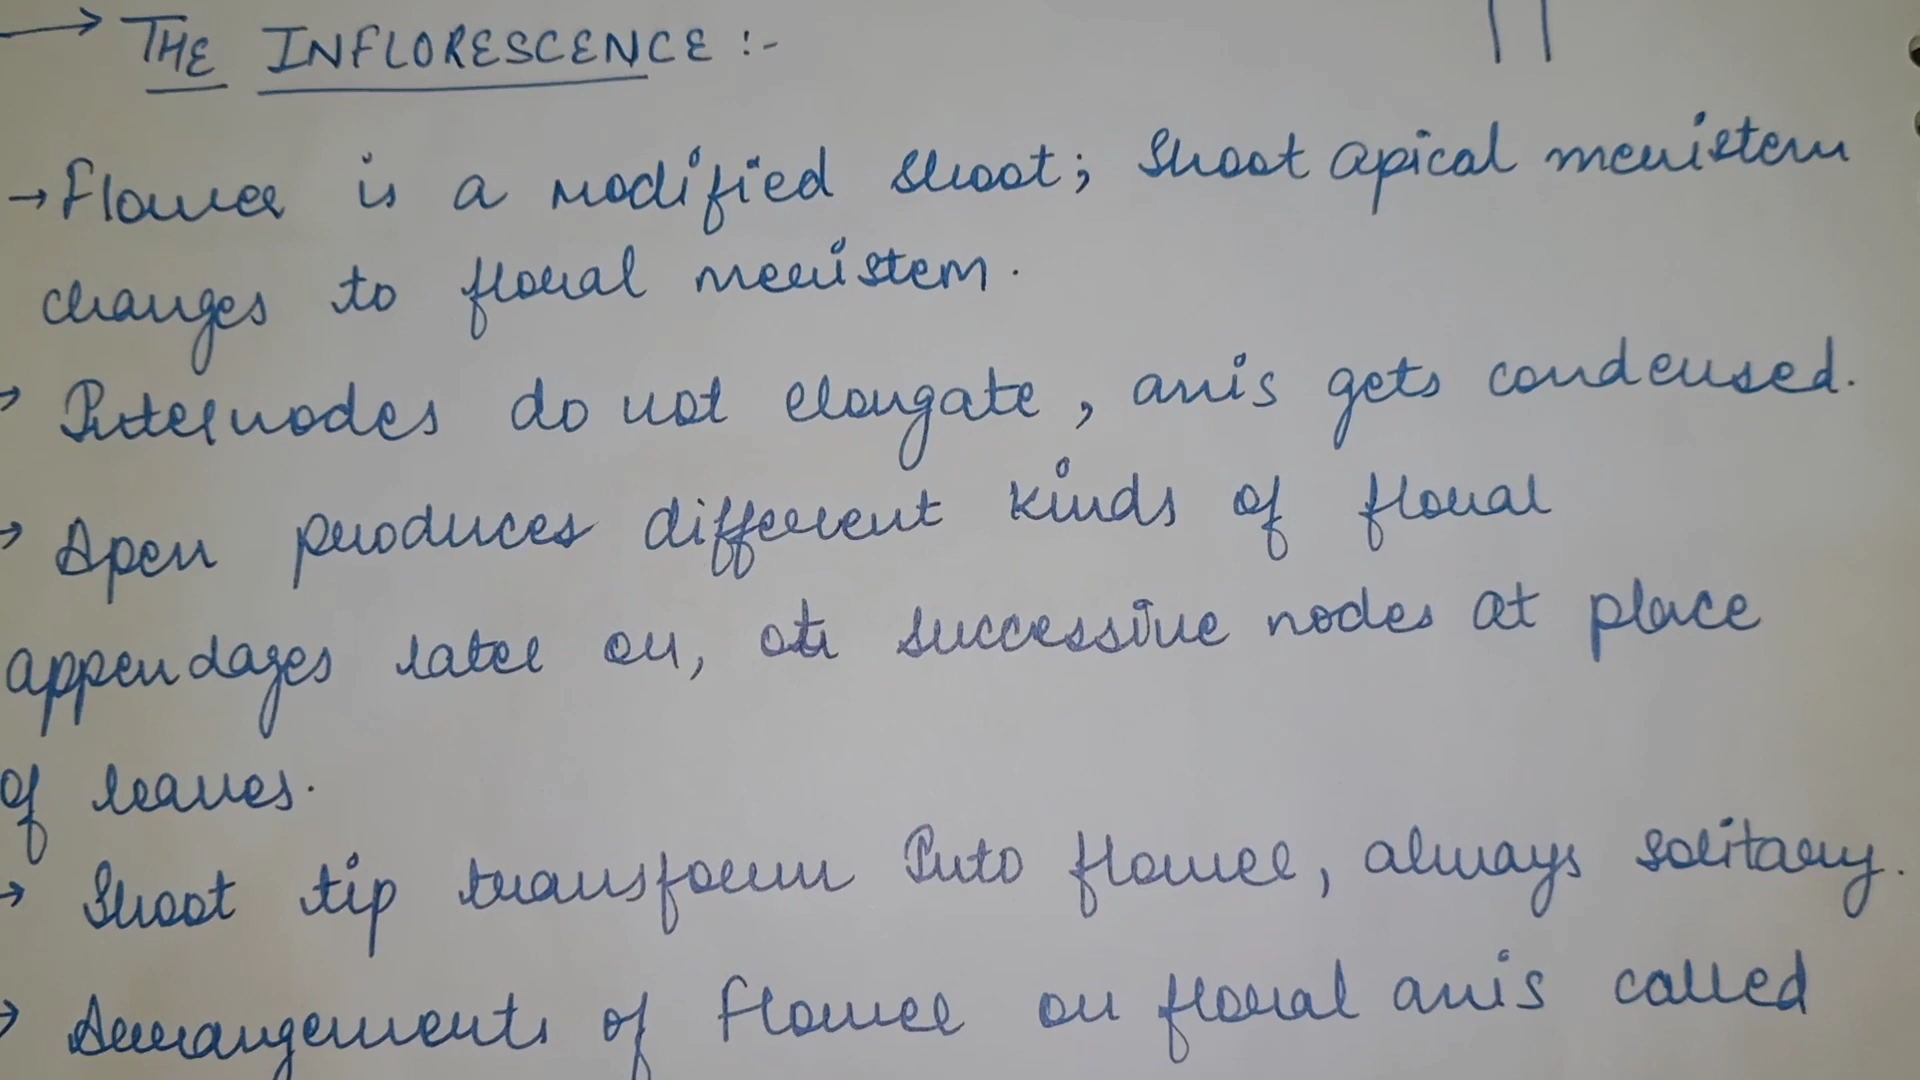 → THE INFLORESCENCE :-
→ Flower is a modified shoot; Shoot apical meristem
changes to floral meristem.
→ Internodes do not elongate, axis gets condensed.
→ Apex produces different kinds of floral
appendages later on, at successive nodes at place
of leaves.
→ Shoot tip transform Into flower, always solitary.
→ Arrangements of flower on floral axis called